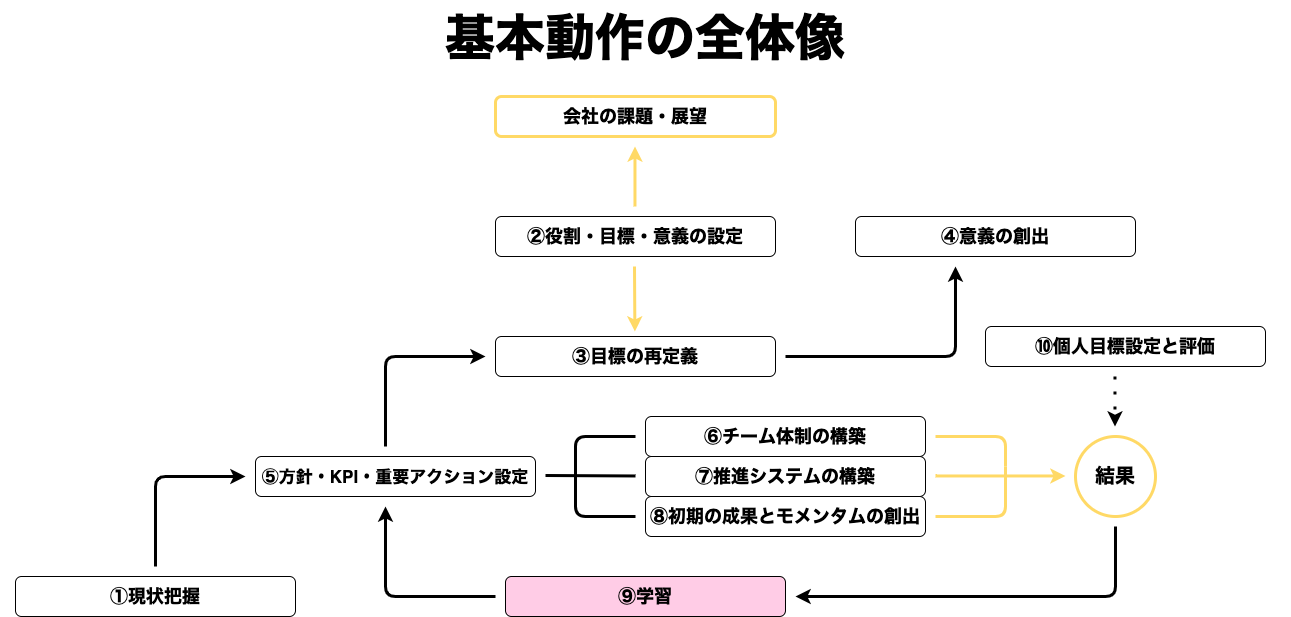 基本動作の全体像
会社の課題・展望
②役割・目標・意義の設定
④意義の創出
③目標の再定義
⑩個人目標設定と評価
⑥チーム体制の構築
⑤方針・KPI・重要アクション設定
⑦推進システムの構築
結果
⑧初期の成果とモメンタムの創出
①現状把握
⑨学習